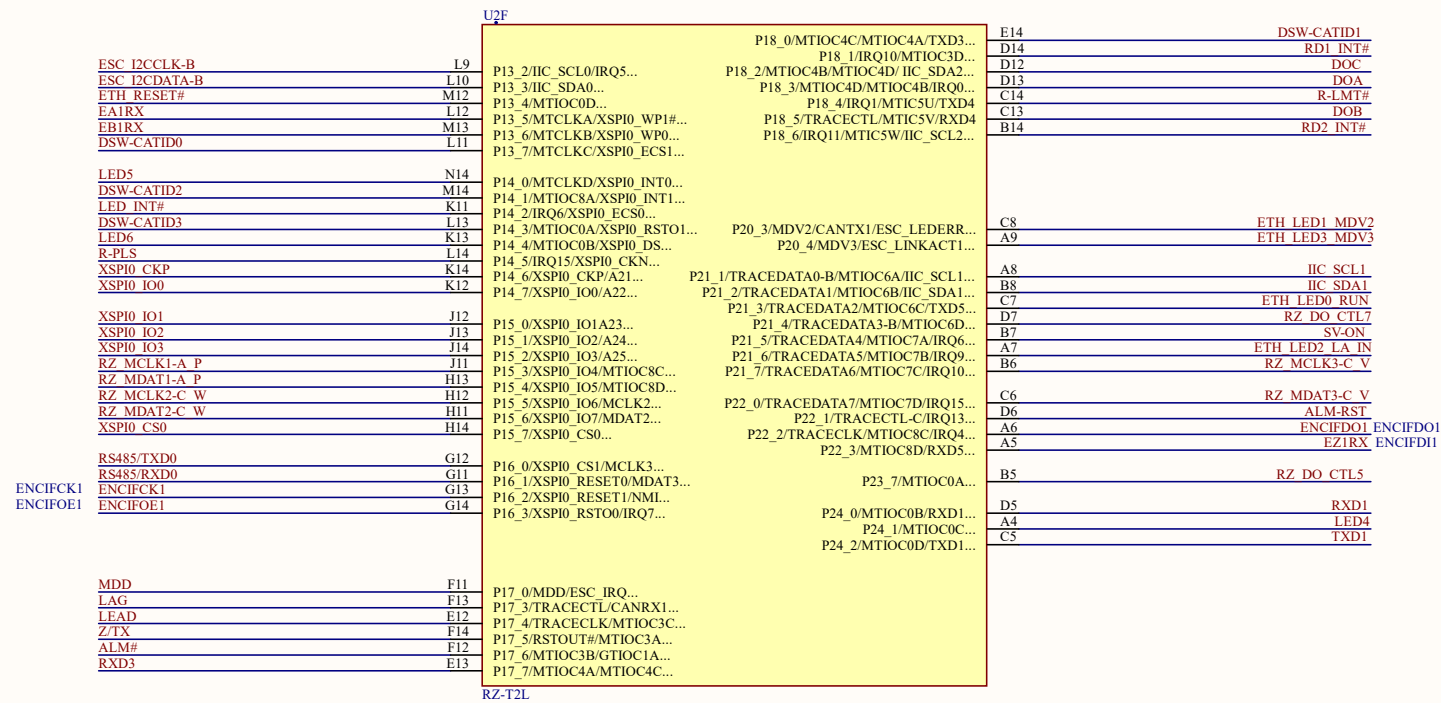 U2F
ESC_I2CCLK-B L9 P13_2/IIC_SCL0/IRQ5...
ESC_I2CDATA-B L10 P13_3/IIC_SDA0...
ETH_RESET# M12 P13_4/MTIOC0D...
EA1RX L12 P13_5/MTCLKA/XSPI0_WP1#...
EB1RX M13 P13_6/MTCLKB/XSPI0_WP0...
DSW-CATID0 L11 P13_7/MTCLKC/XSPI0_ECS1...
LED5 N14 P14_0/MTCLKD/XSPI0_INT0...
DSW-CATID2 M14 P14_1/MTIOC8A/XSPI0_INT1...
LED_INT# K11 P14_2/IRQ6/XSPI0_ECS0...
DSW-CATID3 L13 P14_3/MTIOC0A/XSPI0_RSTO1...
LED6 K13 P14_4/MTIOC0B/XSPI0_DS...
R-PLS L14 P14_5/IRQ15/XSPI0_CKN...
XSPI0_CKP K14 P14_6/XSPI0_CKP/A21...
XSPI0_IO0 K12 P14_7/XSPI0_IO0/A22...
XSPI0_IO1 J12 P15_0/XSPI0_IO1A23...
XSPI0_IO2 J13 P15_1/XSPI0_IO2/A24...
XSPI0_IO3 J14 P15_2/XSPI0_IO3/A25...
RZ_MCLK1-A_P J11 P15_3/XSPI0_IO4/MTIOC8C...
RZ_MDAT1-A_P H13 P15_4/XSPI0_IO5/MTIOC8D...
RZ_MCLK2-C_W H12 P15_5/XSPI0_IO6/MCLK2...
RZ_MDAT2-C_W H11 P15_6/XSPI0_IO7/MDAT2...
XSPI0_CS0 H14 P15_7/XSPI0_CS0...
RS485/TXD0 G12 P16_0/XSPI0_CS1/MCLK3...
RS485/RXD0 G11 P16_1/XSPI0_RESET0/MDAT3...
ENCIFCK1 ENCIFCK1 G13 P16_2/XSPI0_RESET1/NMI...
ENCIFOE1 ENCIFOE1 G14 P16_3/XSPI0_RSTO0/IRQ7...
MDD F11 P17_0/MDD/ESC_IRQ...
LAG F13 P17_3/TRACECTL/CANRX1...
LEAD E12 P17_4/TRACECLK/MTIOC3C...
Z/TX F14 P17_5/RSTOUT#/MTIOC3A...
ALM# F12 P17_6/MTIOC3B/GTIOC1A...
RXD3 E13 P17_7/MTIOC4A/MTIOC4C...
P18_0/MTIOC4C/MTIOC4A/TXD3... E14 DSW-CATID1
P18_1/IRQ10/MTIOC3D... D14 RD1_INT#
P18_2/MTIOC4B/MTIOC4D/ IIC_SDA2... D12 DOC
P18_3/MTIOC4D/MTIOC4B/IRQ0... D13 DOA
P18_4/IRQ1/MTIC5U/TXD4 C14 R-LMT#
P18_5/TRACECTL/MTIC5V/RXD4 C13 DOB
P18_6/IRQ11/MTIC5W/IIC_SCL2... B14 RD2_INT#
P20_3/MDV2/CANTX1/ESC_LEDERR... C8 ETH_LED1_MDV2
P20_4/MDV3/ESC_LINKACT1... A9 ETH_LED3_MDV3
P21_1/TRACEDATA0-B/MTIOC6A/IIC_SCL1... A8 IIC_SCL1
P21_2/TRACEDATA1/MTIOC6B/IIC_SDA1... B8 IIC_SDA1
P21_3/TRACEDATA2/MTIOC6C/TXD5... C7 ETH_LED0_RUN
P21_4/TRACEDATA3-B/MTIOC6D... D7 RZ_DO_CTL7
P21_5/TRACEDATA4/MTIOC7A/IRQ6... B7 SV-ON
P21_6/TRACEDATA5/MTIOC7B/IRQ9... A7 ETH_LED2_LA_IN
P21_7/TRACEDATA6/MTIOC7C/IRQ10... B6 RZ_MCLK3-C_V
P22_0/TRACEDATA7/MTIOC7D/IRQ15... C6 RZ_MDAT3-C_V
P22_1/TRACECTL-C/IRQ13... D6 ALM-RST
P22_2/TRACECLK/MTIOC8C/IRQ4... A6 ENCIFDO1 ENCIFDO1
P22_3/MTIOC8D/RXD5... A5 EZ1RX ENCIFDI1
P23_7/MTIOC0A... B5 RZ_DO_CTL5
P24_0/MTIOC0B/RXD1... D5 RXD1
P24_1/MTIOC0C... A4 LED4
P24_2/MTIOC0D/TXD1... C5 TXD1
RZ-T2L